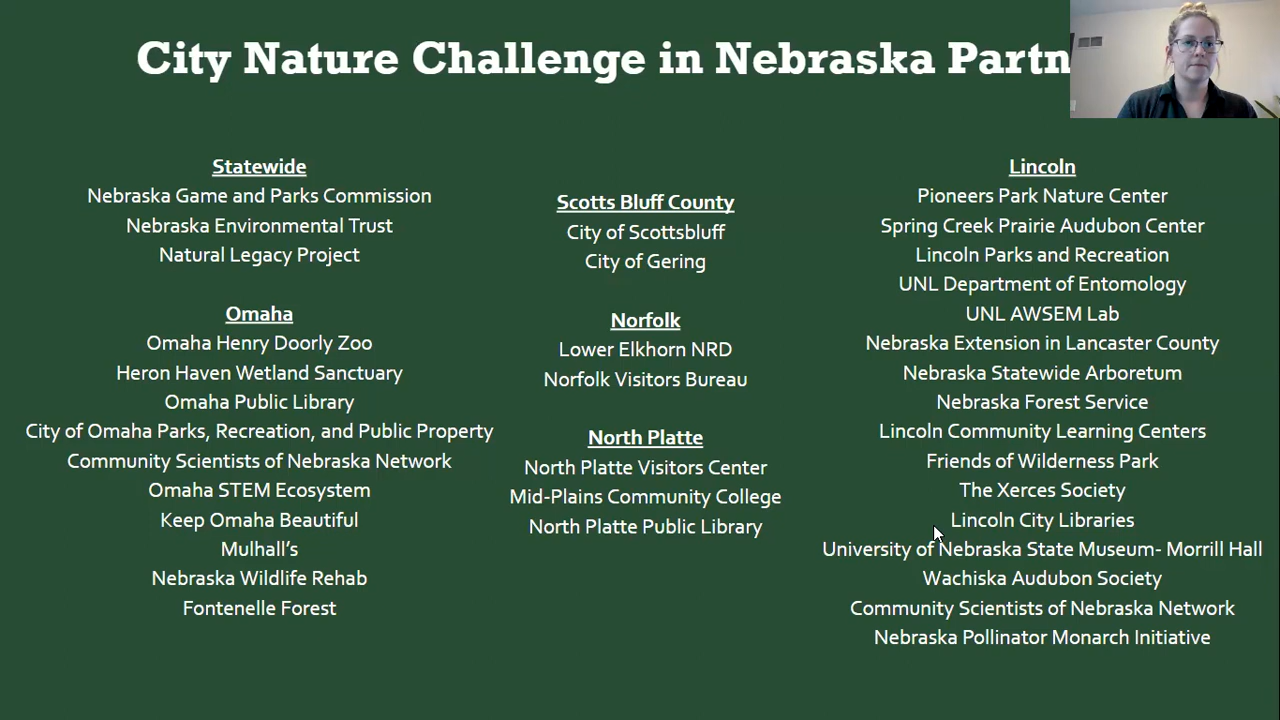 City Nature Challenge in Nebraska Partn
Statewide
Nebraska Game and Parks Commission
Nebraska Environmental Trust
Natural Legacy Project
Omaha
Omaha Henry Doorly Zoo
Heron Haven Wetland Sanctuary
Omaha Public Library
City of Omaha Parks, Recreation, and Public Property
Community Scientists of Nebraska Network
Omaha STEM Ecosystem
Keep Omaha Beautiful
Mulhall's
Nebraska Wildlife Rehab
Fontenelle Forest
Scotts Bluff County
City of Scottsbluff
City of Gering
Norfolk
Lower Elkhorn NRD
Norfolk Visitors Bureau
North Platte
North Platte Visitors Center
Mid-Plains Community College
North Platte Public Library
Lincoln
Pioneers Park Nature Center
Spring Creek Prairie Audubon Center
Lincoln Parks and Recreation
UNL Department of Entomology
UNL AWSEM Lab
Nebraska Extension in Lancaster County
Nebraska Statewide Arboretum
Nebraska Forest Service
Lincoln Community Learning Centers
Friends of Wilderness Park
The Xerces Society
Lincoln City Libraries
University of Nebraska State Museum- Morrill Hall
Wachiska Audubon Society
Community Scientists of Nebraska Network
Nebraska Pollinator Monarch Initiative